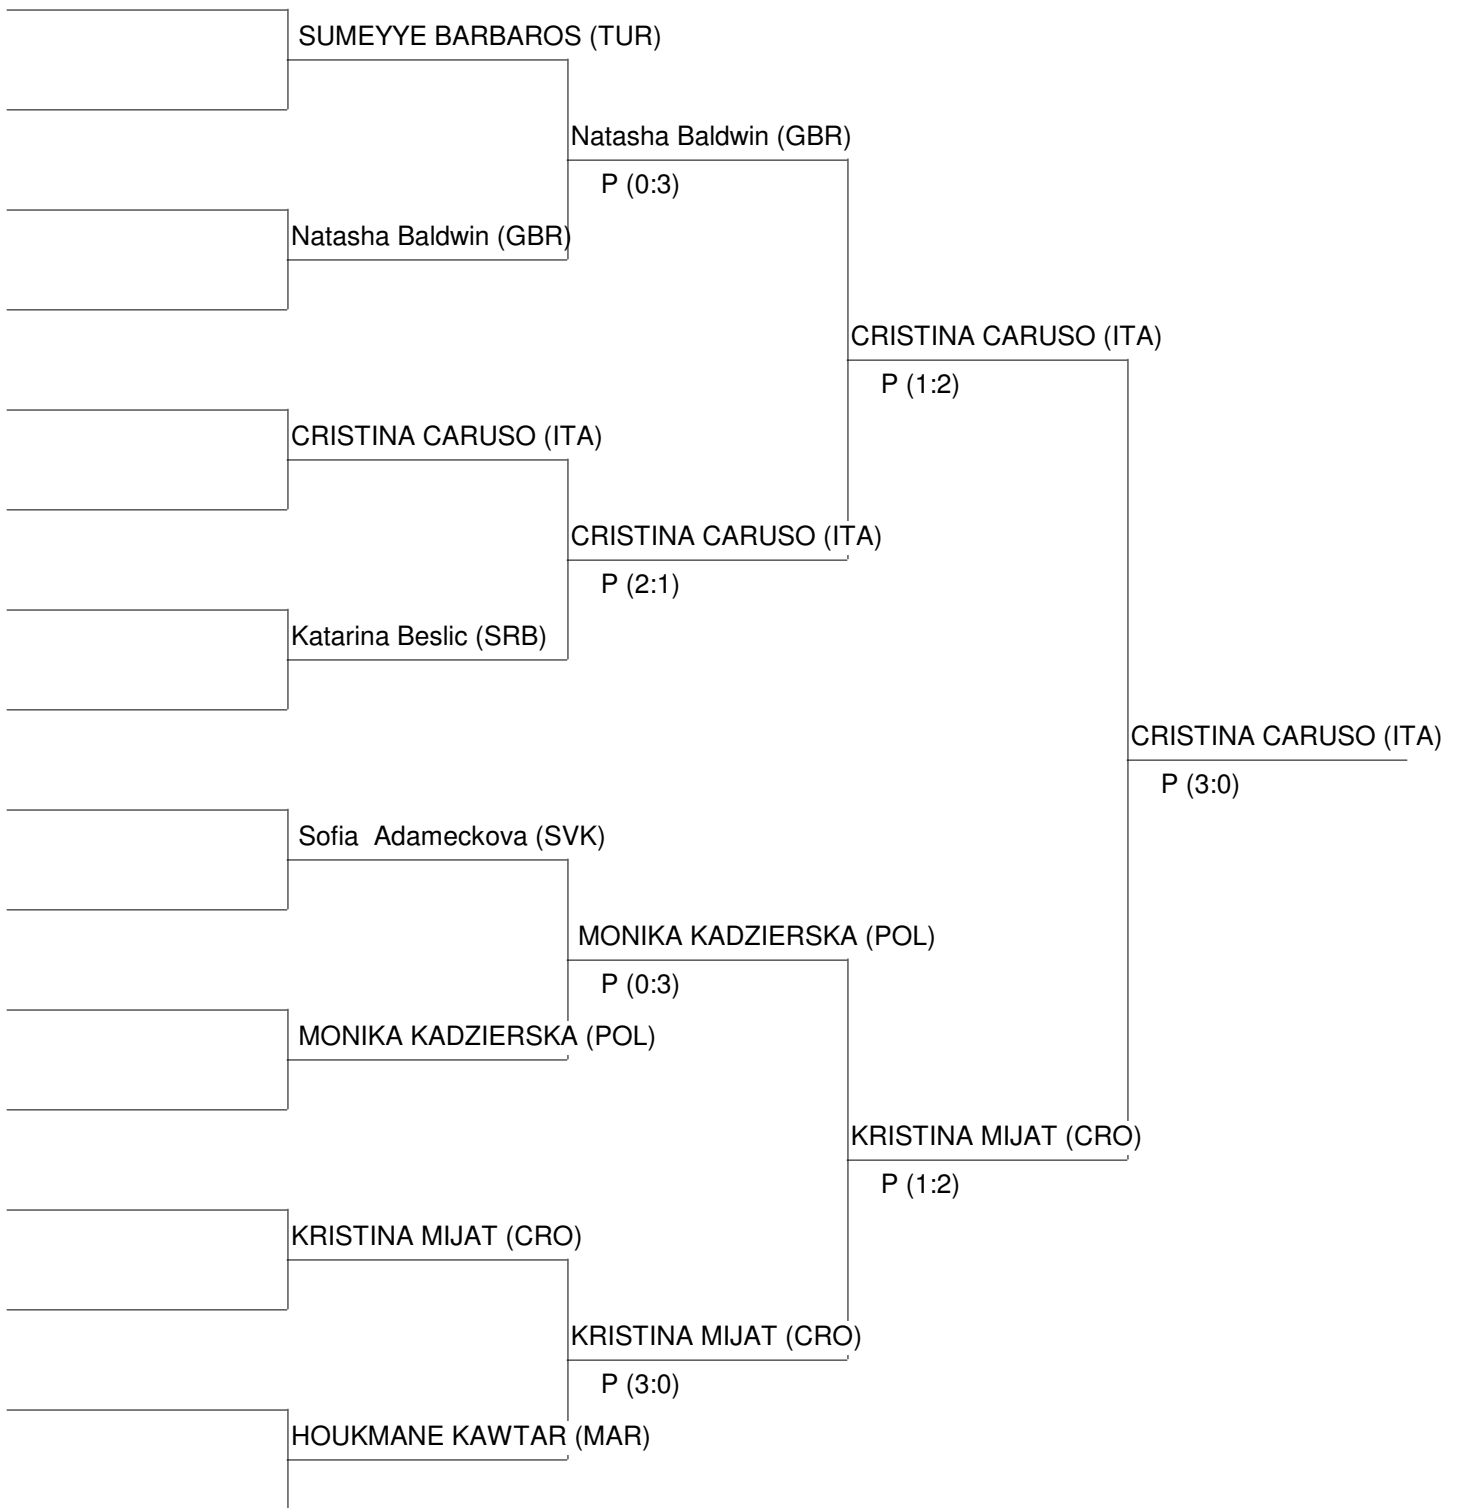 SUMEYYE BARBAROS (TUR)
Natasha Baldwin (GBR)
P (0:3)
Natasha Baldwin (GBR)
CRISTINA CARUSO (ITA)
P (1:2)
CRISTINA CARUSO (ITA)
CRISTINA CARUSO (ITA)
P (2:1)
Katarina Beslic (SRB)
CRISTINA CARUSO (ITA)
P (3:0)
Sofia  Adameckova (SVK)
MONIKA KADZIERSKA (POL)
P (0:3)
MONIKA KADZIERSKA (POL)
KRISTINA MIJAT (CRO)
P (1:2)
KRISTINA MIJAT (CRO)
KRISTINA MIJAT (CRO)
P (3:0)
HOUKMANE KAWTAR (MAR)